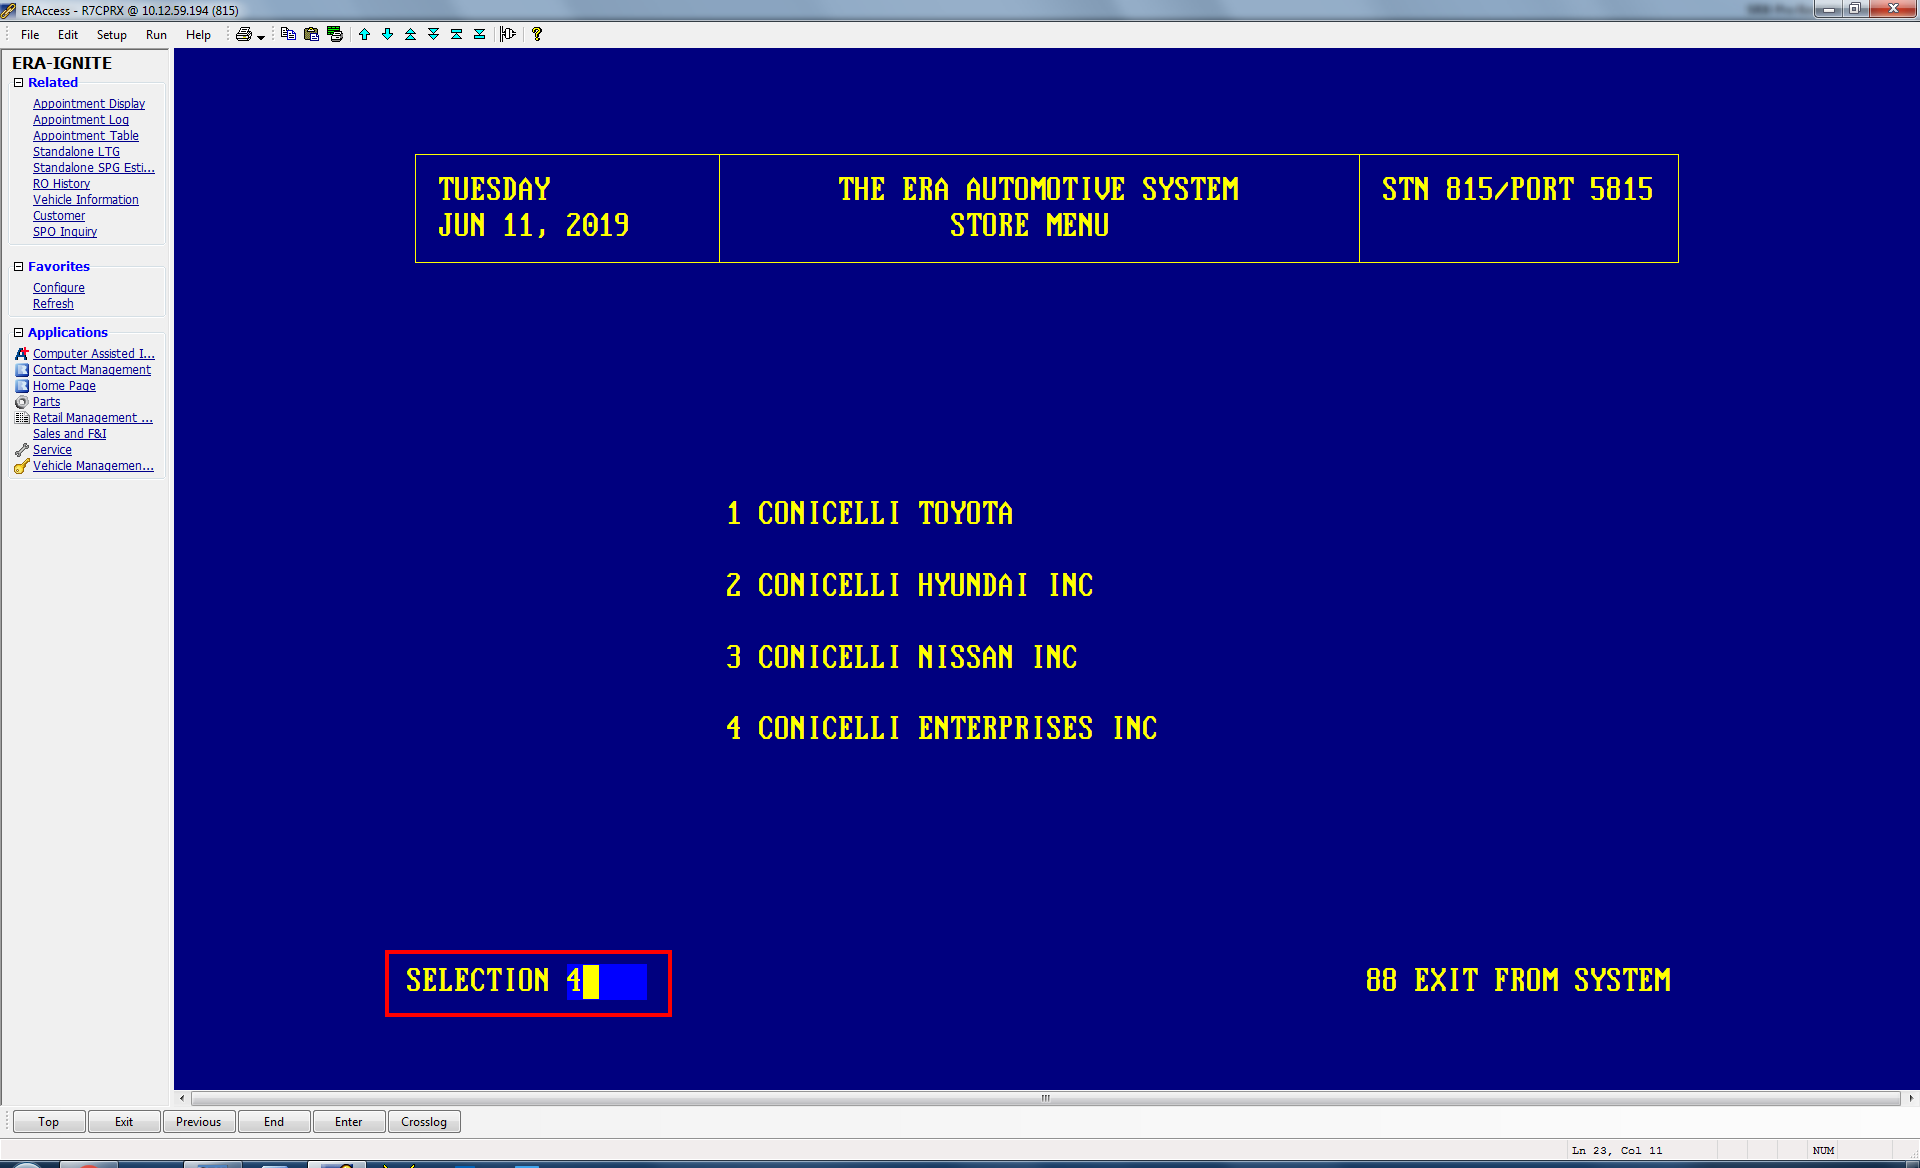 ERAccess - R7CPRX @ 10.12.59.194 (815)
File Edit Setup Run Help
ERA-IGNITE
Related
Appointment Display
Appointment Log
Appointment Table
Standalone LTG
Standalone SPG Esti...
RO History
Vehicle Information
Customer
SPO Inquiry
Favorites
Configure
Refresh
Applications
Computer Assisted I...
Contact Management
Home Page
Parts
Retail Management ...
Sales and F&I
Service
Vehicle Managemen...
TUESDAY
JUN 11, 2019
THE ERA AUTOMOTIVE SYSTEM
STORE MENU
STN 815/PORT 5815
1 CONICELLI TOYOTA
2 CONICELLI HYUNDAI INC
3 CONICELLI NISSAN INC
4 CONICELLI ENTERPRISES INC
SELECTION 4
88 EXIT FROM SYSTEM
Top Exit Previous End Enter Crosslog
Ln 23, Col 11 NUM